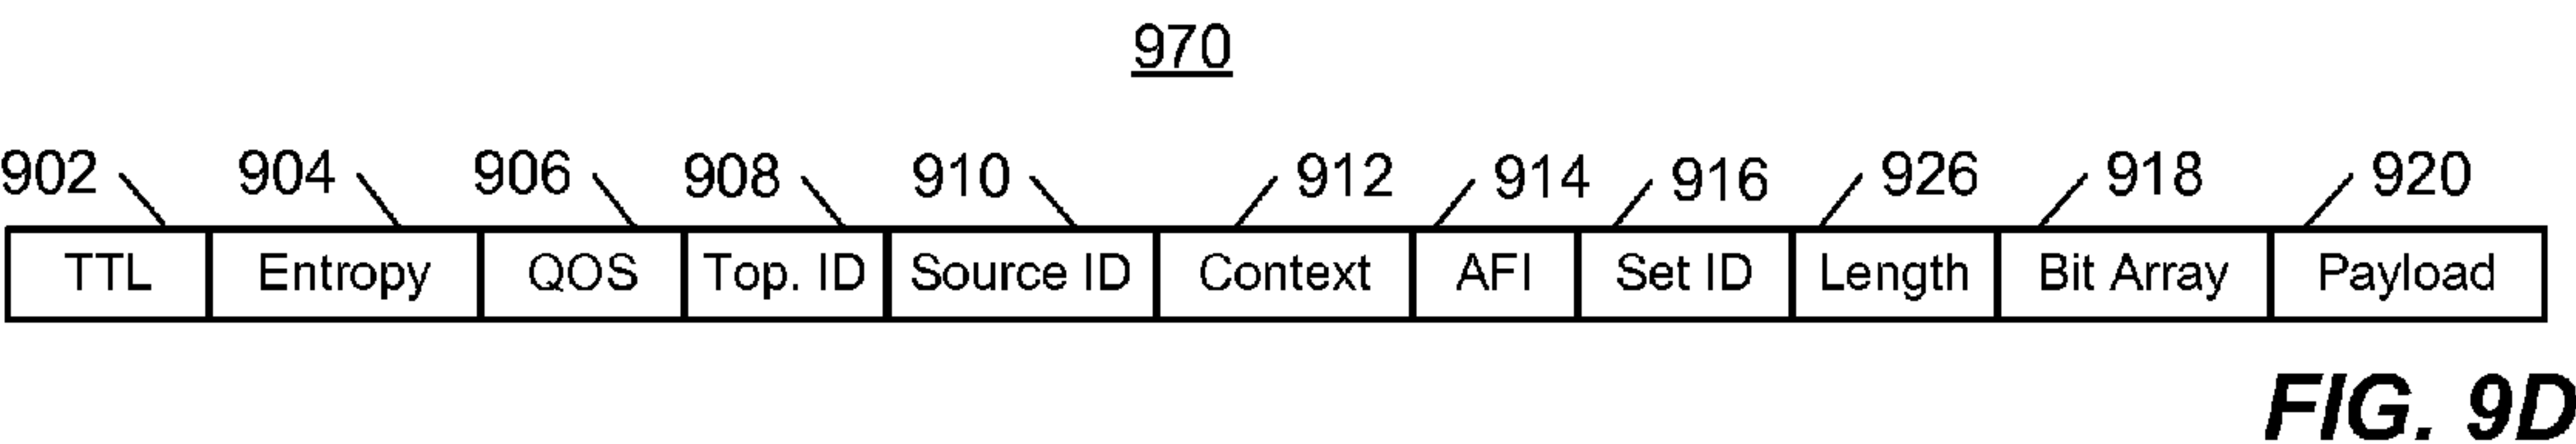 970
902 904 906 908 910 912 914 916 926 918 920
TTL Entropy QOS Top. ID Source ID Context AFI Set ID Length Bit Array Payload
FIG. 9D